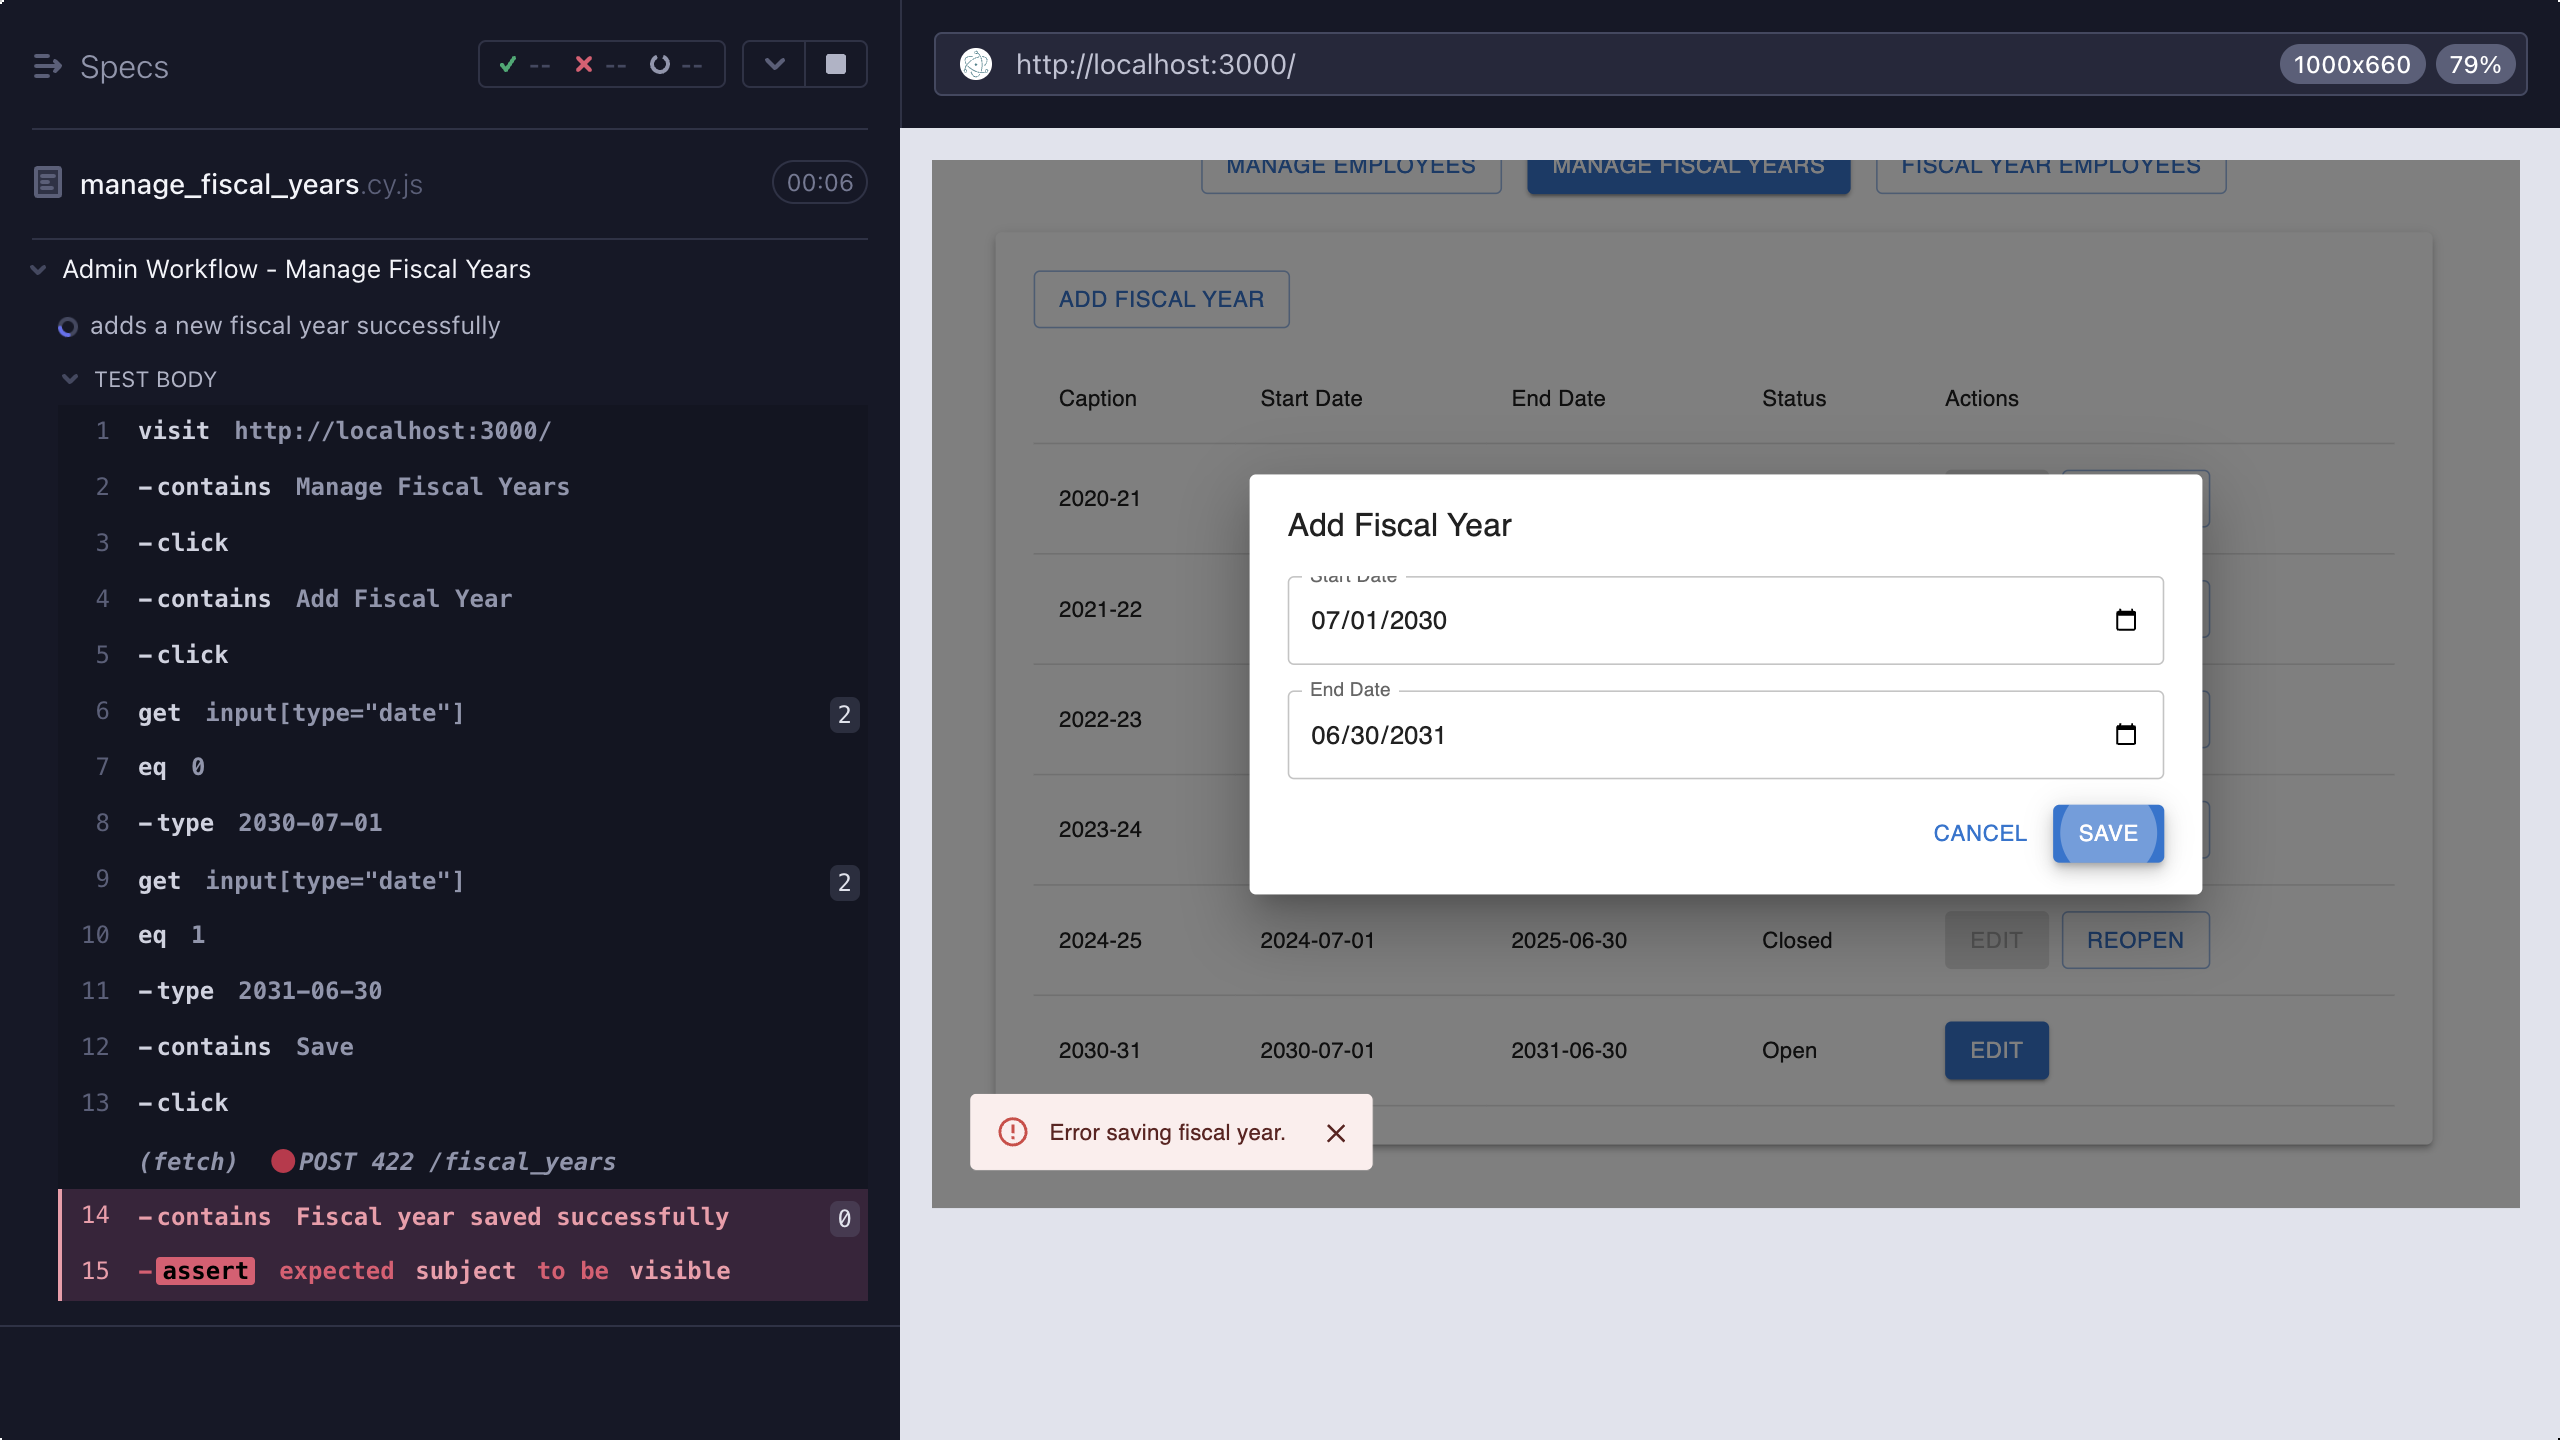 Specs
-- -- --
manage_fiscal_years.cy.js
00:06
Admin Workflow - Manage Fiscal Years
adds a new fiscal year successfully
TEST BODY
1 visit http://localhost:3000/
2 -contains Manage Fiscal Years
3 -click
4 -contains Add Fiscal Year
5 -click
6 get input[type="date"] 2
7 eq 0
8 -type 2030-07-01
9 get input[type="date"] 2
10 eq 1
11 -type 2031-06-30
12 -contains Save
13 -click
(fetch) POST 422 /fiscal_years
14 -contains Fiscal year saved successfully 0
15 -assert expected subject to be visible
http://localhost:3000/
1000x660
79%
MANAGE EMPLOYEES
MANAGE FISCAL YEARS
FISCAL YEAR EMPLOYEES
ADD FISCAL YEAR
Caption Start Date End Date Status Actions
2020-21
2021-22
2022-23
2023-24
2024-25 2024-07-01 2025-06-30 Closed EDIT REOPEN
2030-31 2030-07-01 2031-06-30 Open EDIT
Add Fiscal Year
Start Date
07/01/2030
End Date
06/30/2031
CANCEL
SAVE
Error saving fiscal year.